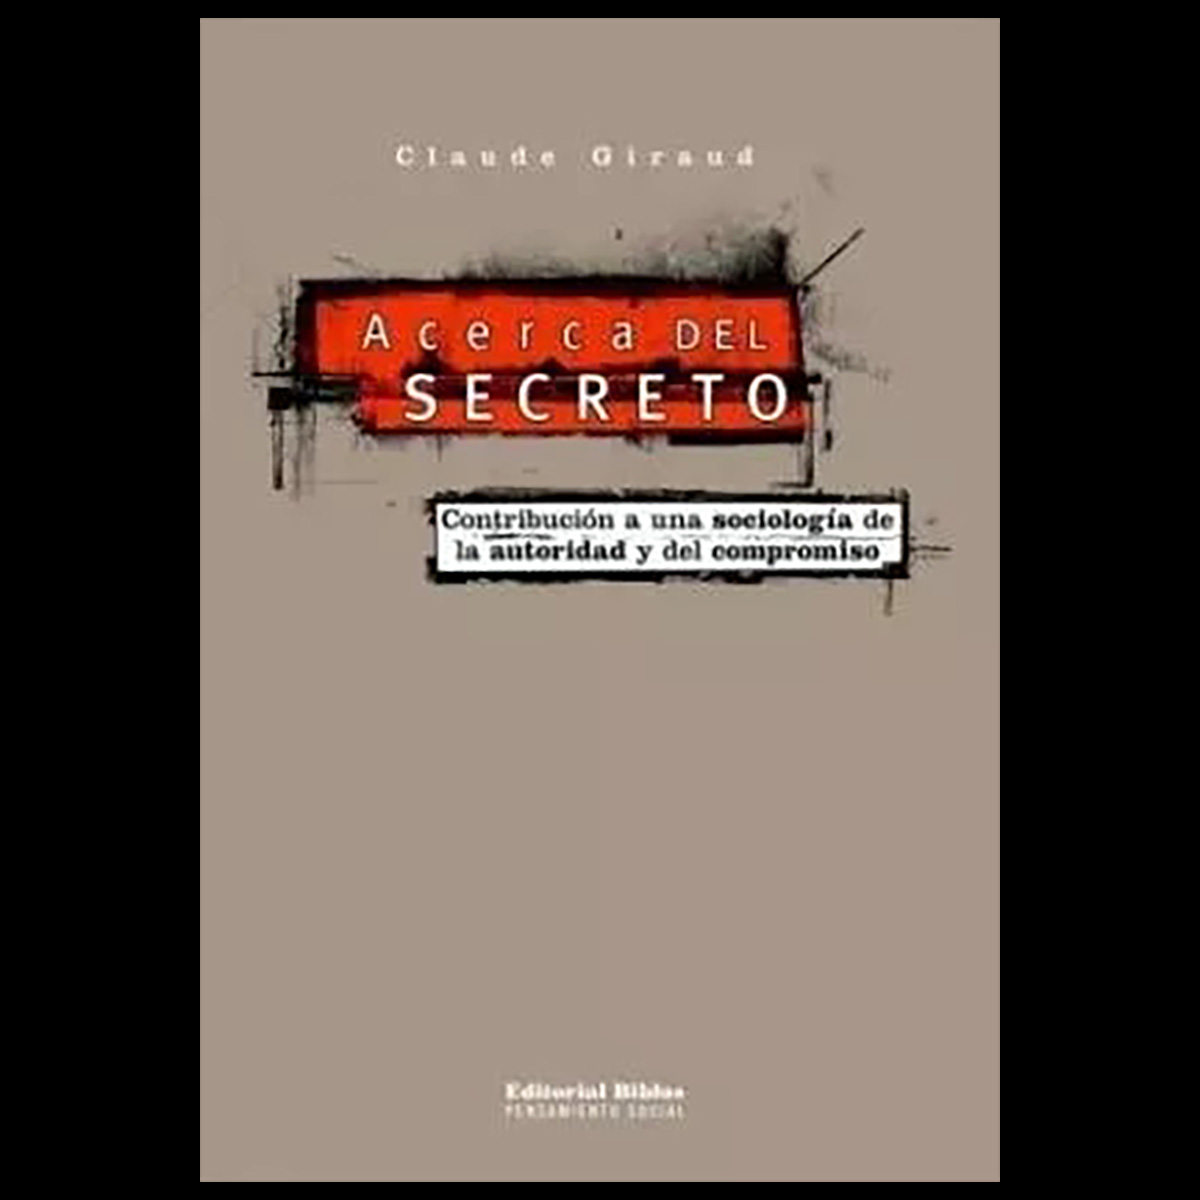 Claude Giraud
Acerca DEL
SECRETO
Contribución a una sociología de
la autoridad y del compromiso
Editorial Biblos
PENSAMIENTO SOCIAL